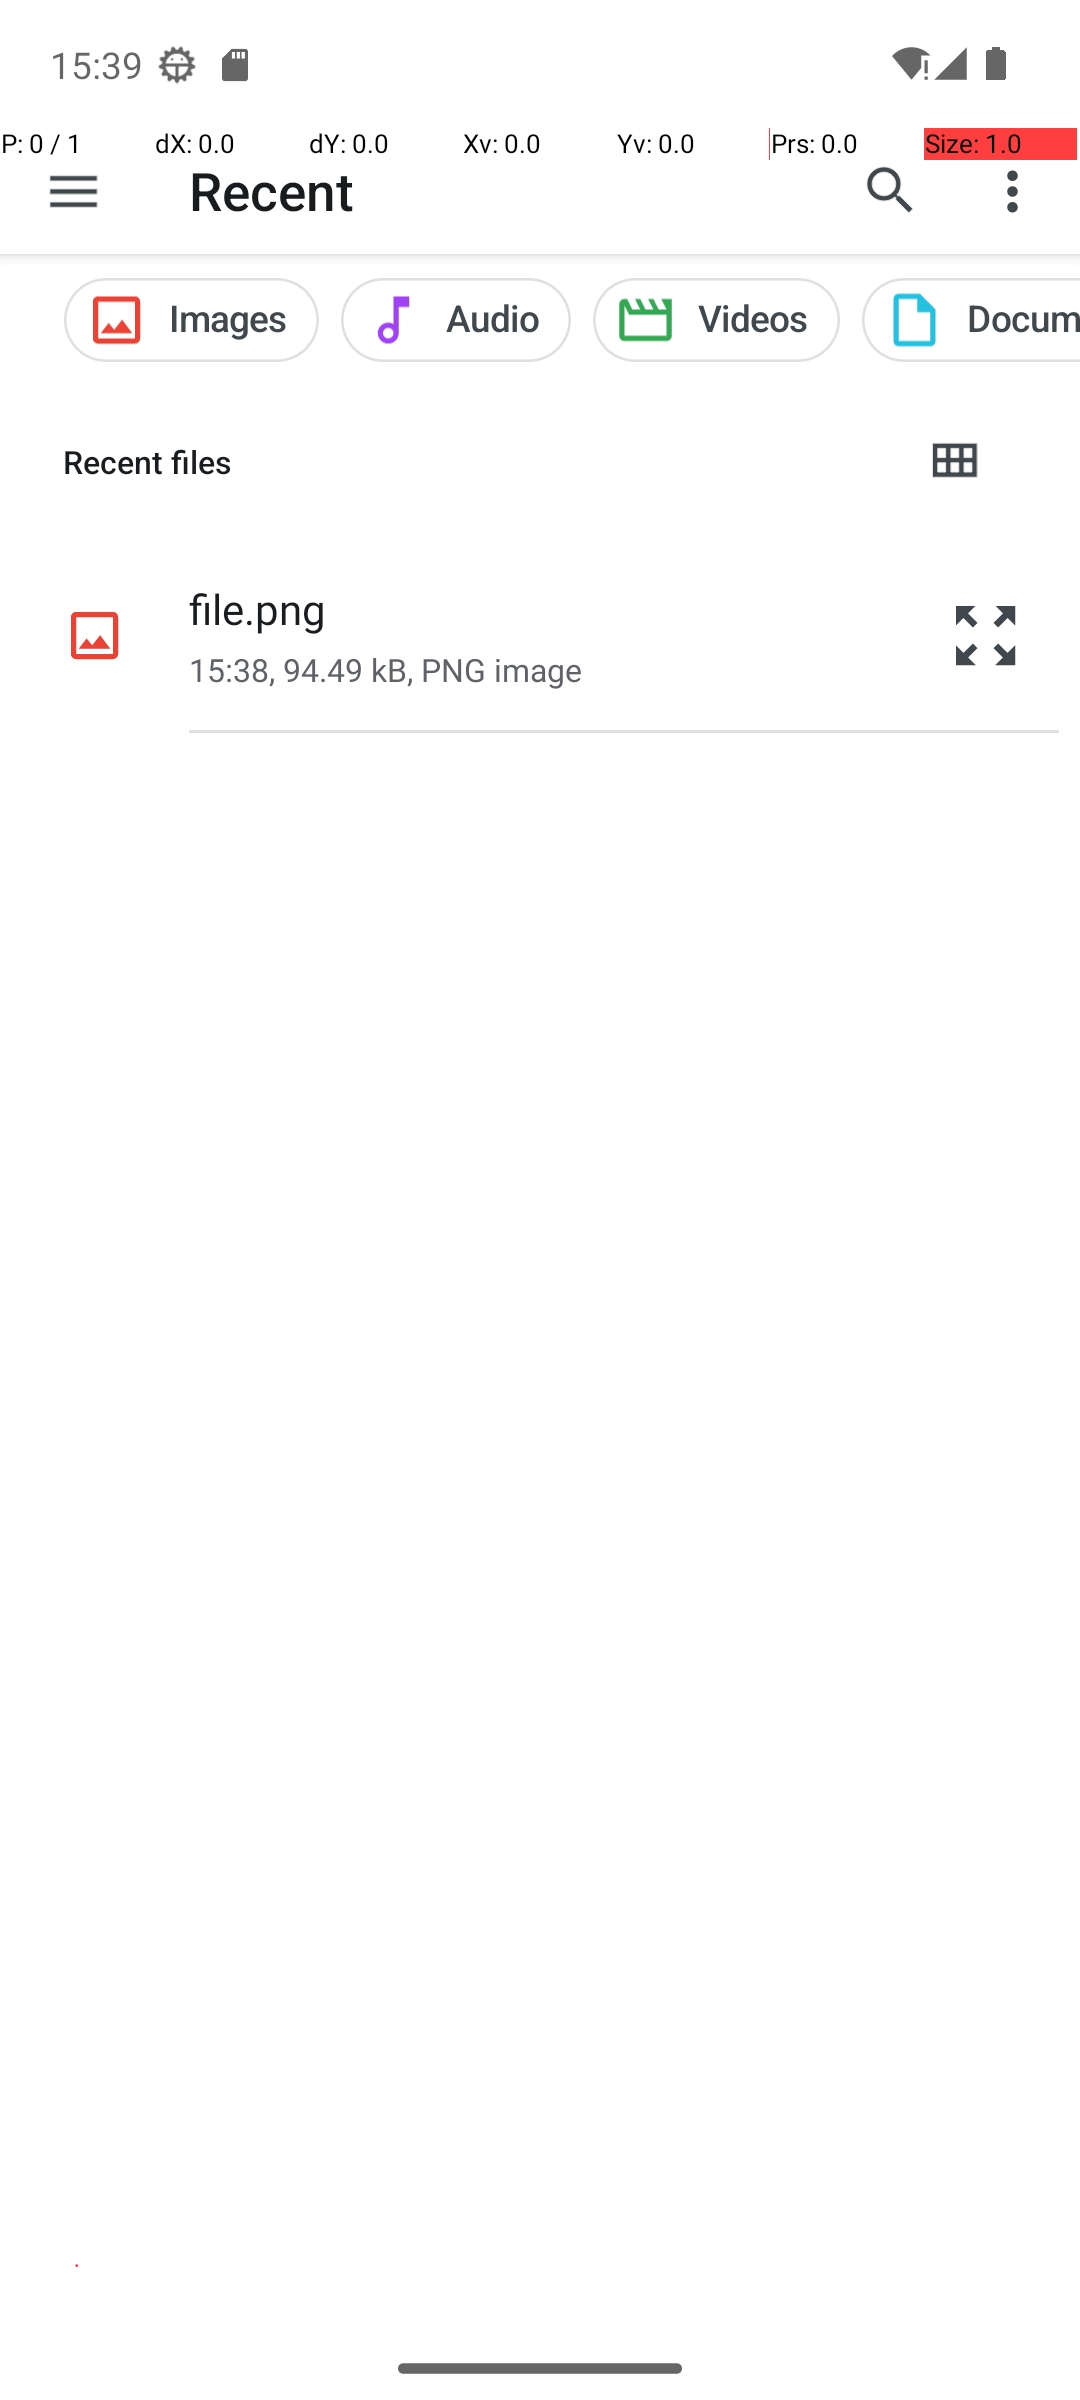 15:39
P: 0 / 1 dX: 0.0 dY: 0.0 Xv: 0.0 Yv: 0.0 Prs: 0.0 Size: 1.0
Recent
Images Audio Videos Docum
Recent files
file.png
15:38, 94.49 kB, PNG image